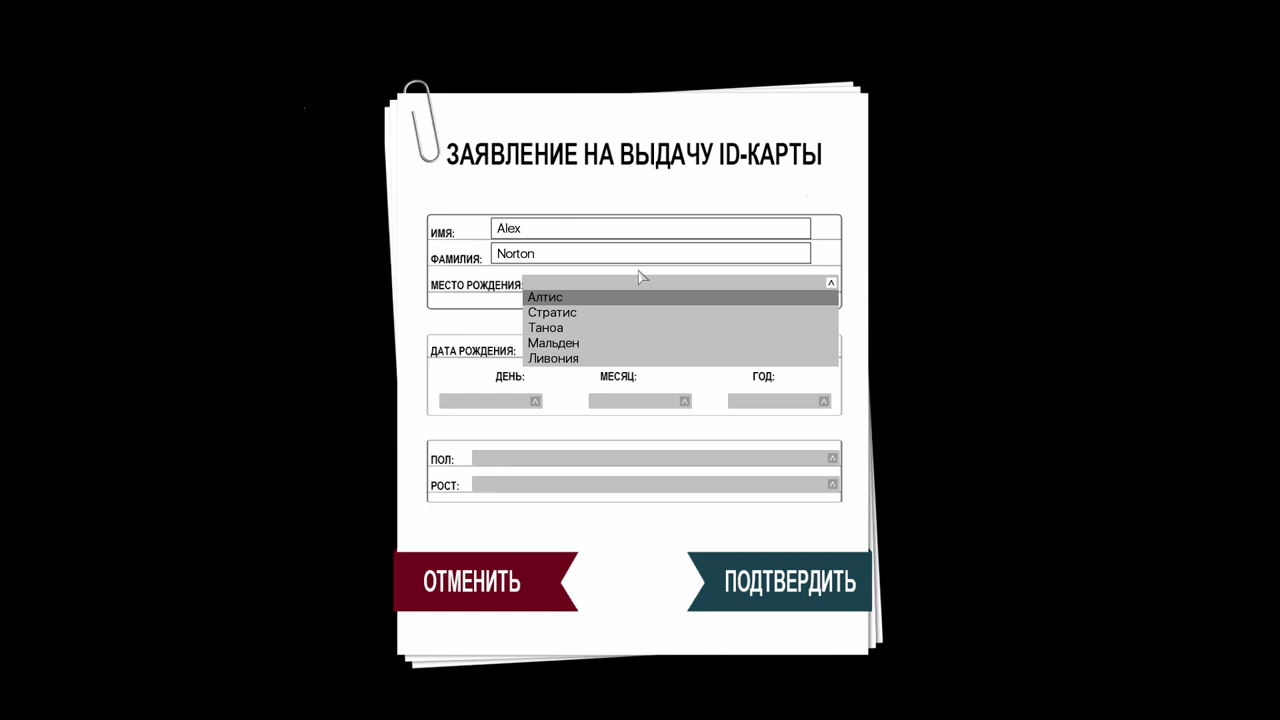 ЗАЯВЛЕНИЕ НА ВЫДАЧУ ID-КАРТЫ
ИМЯ: Alex
ФАМИЛИЯ: Norton
МЕСТО РОЖДЕНИЯ:
Алтис
Стратис
Таноа
Мальден
Ливония
ДАТА РОЖДЕНИЯ:
ДЕНЬ: МЕСЯЦ: ГОД:
ПОЛ:
РОСТ:
ОТМЕНИТЬ ПОДТВЕРДИТЬ